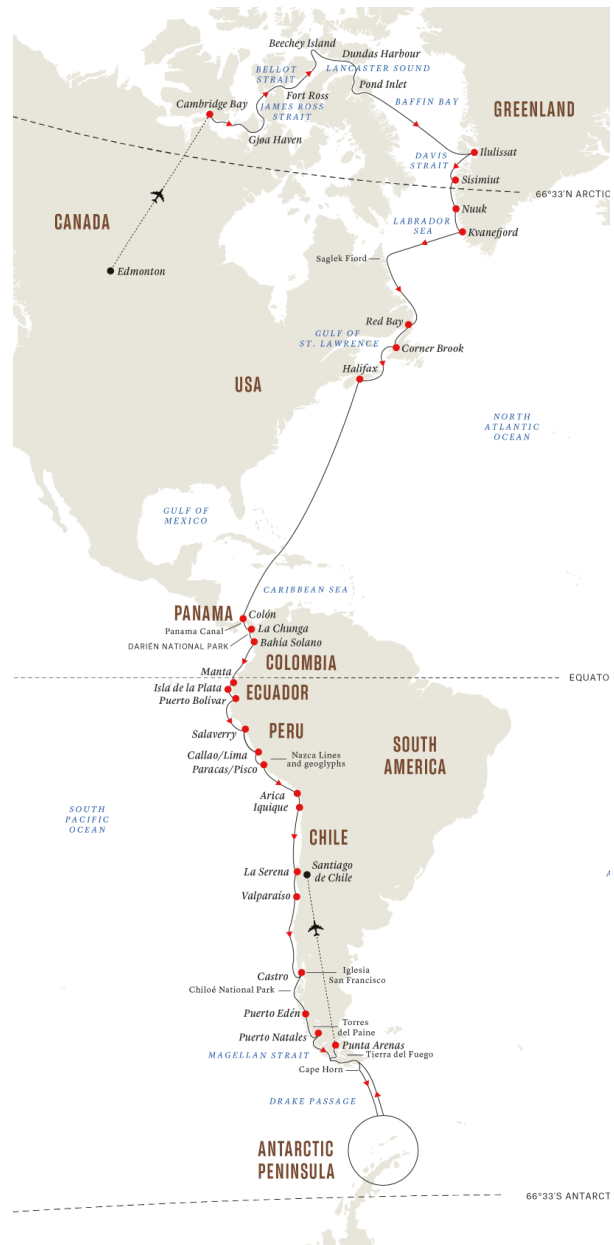 Beechey Island
Dundas Harbour
BELLOT
STRAIT
LANCASTER SOUND
Pond Inlet
Fort Ross
Cambridge Bay
JAMES ROSS
STRAIT
BAFFIN BAY
GREENLAND
Gjøa Haven
DAVIS
STRAIT
Ilulissat
Sisimiut
66°33'N ARCTIC
CANADA
Nuuk
LABRADOR
SEA
Kvanefjord
Saglek Fiord
Edmonton
Red Bay
GULF OF
ST. LAWRENCE
Corner Brook
Halifax
USA
NORTH
ATLANTIC
OCEAN
GULF OF
MEXICO
CARIBBEAN SEA
PANAMA
Colón
Panama Canal
La Chunga
DARIÉN NATIONAL PARK
Bahía Solano
COLOMBIA
Manta
EQUATO
Isla de la Plata
ECUADOR
Puerto Bolívar
Salaverry
PERU
Callao/Lima
Nazca Lines
and geoglyphs
Paracas/Pisco
SOUTH
AMERICA
Arica
Iquique
SOUTH
PACIFIC
OCEAN
CHILE
La Serena
Santiago
de Chile
A
Valparaíso
Castro
Iglesia
San Francisco
Chiloé National Park
Puerto Edén
Torres
del Paine
Puerto Natales
Punta Arenas
MAGELLAN STRAIT
Tierra del Fuego
Cape Horn
DRAKE PASSAGE
ANTARCTIC
PENINSULA
66°33'S ANTARCT